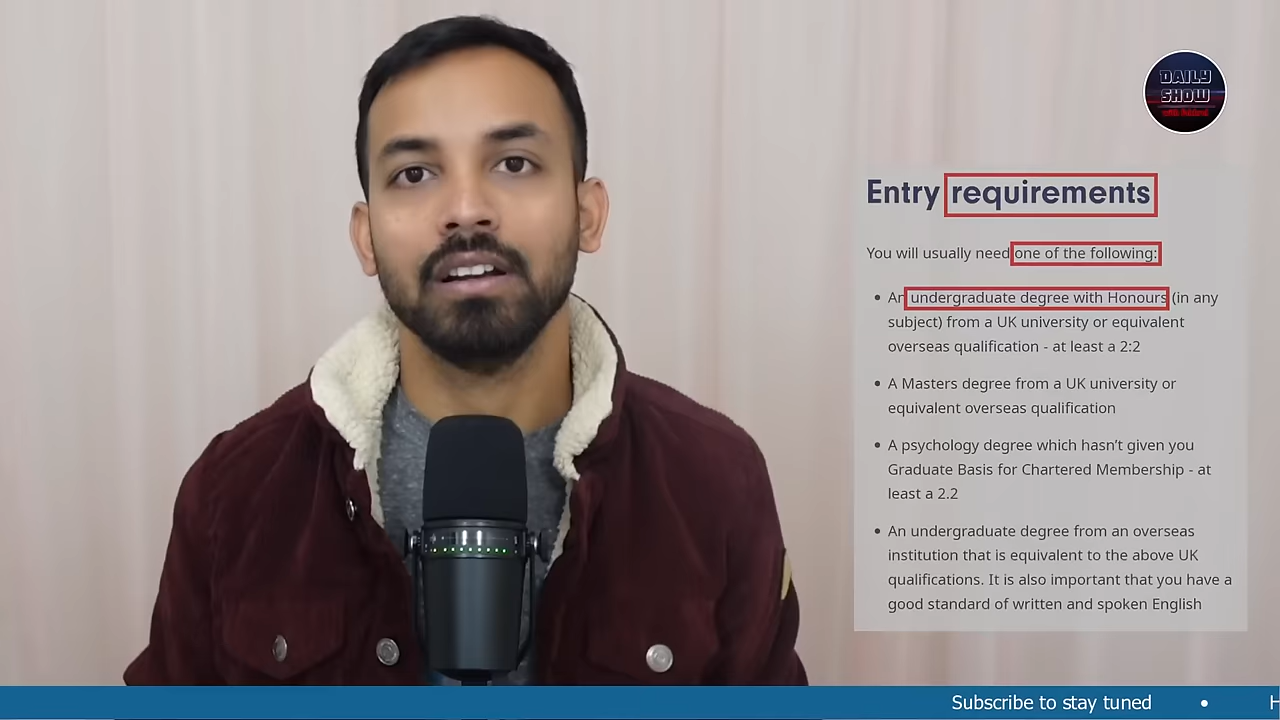 DAILY
SHOW
Entry requirements
You will usually need one of the following:
An undergraduate degree with Honours (in any
subject) from a UK university or equivalent
overseas qualification - at least a 2:2
A Masters degree from a UK university or
equivalent overseas qualification
A psychology degree which hasn't given you
Graduate Basis for Chartered Membership - at
least a 2.2
An undergraduate degree from an overseas
institution that is equivalent to the above UK
qualifications. It is also important that you have a
good standard of written and spoken English
Subscribe to stay tuned • H